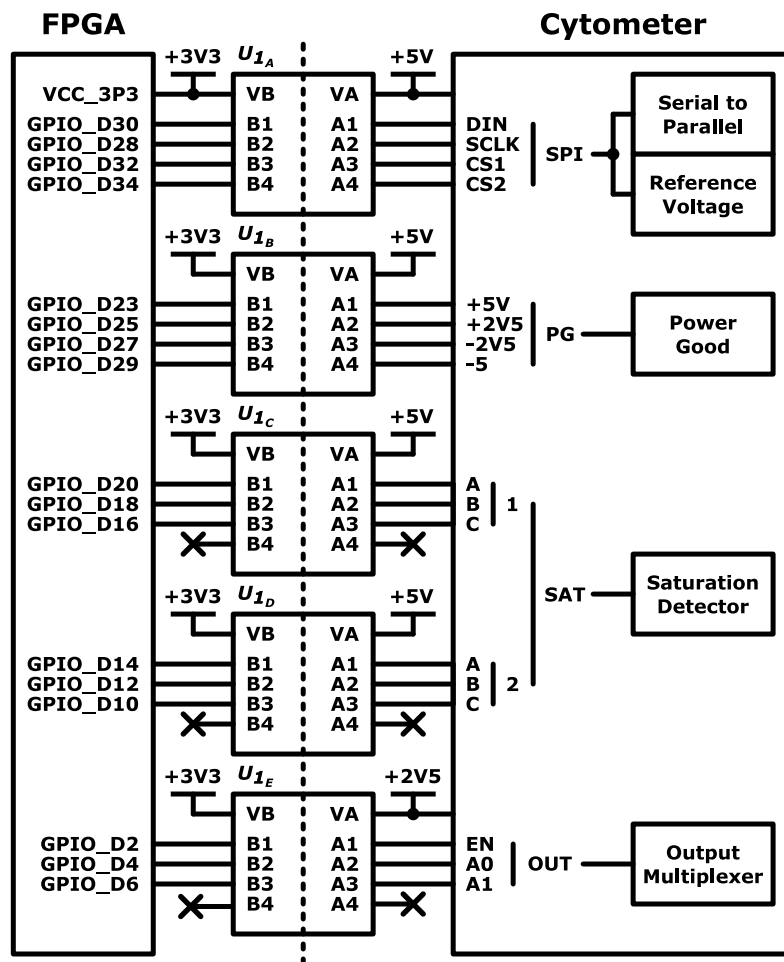 FPGA
Cytometer
+3V3 U1A +5V
VCC_3P3 VB VA
GPIO_D30 B1 A1 DIN
GPIO_D28 B2 A2 SCLK
GPIO_D32 B3 A3 CS1
GPIO_D34 B4 A4 CS2
SPI
Serial to
Parallel
Reference
Voltage
+3V3 U1B +5V
VB VA
GPIO_D23 B1 A1 +5V
GPIO_D25 B2 A2 +2V5
GPIO_D27 B3 A3 -2V5
GPIO_D29 B4 A4 -5
PG
Power
Good
+3V3 U1C +5V
VB VA
GPIO_D20 B1 A1 A
GPIO_D18 B2 A2 B 1
GPIO_D16 B3 A3 C
B4 A4
SAT
Saturation
Detector
+3V3 U1D +5V
VB VA
GPIO_D14 B1 A1 A
GPIO_D12 B2 A2 B 2
GPIO_D10 B3 A3 C
B4 A4
+3V3 U1E +2V5
VB VA
GPIO_D2 B1 A1 EN
GPIO_D4 B2 A2 A0 OUT
GPIO_D6 B3 A3 A1
B4 A4
Output
Multiplexer